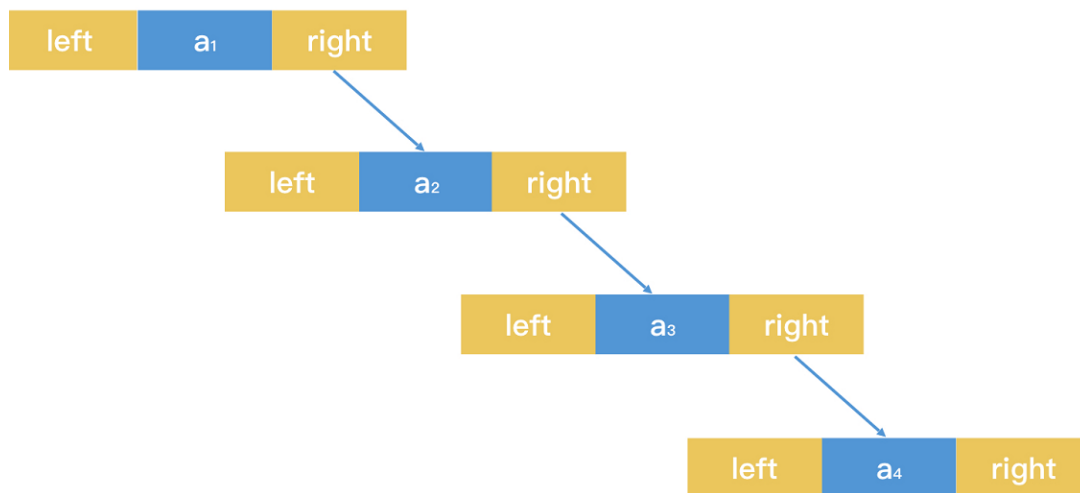 left a₁ right
left a₂ right
left a₃ right
left a₄ right